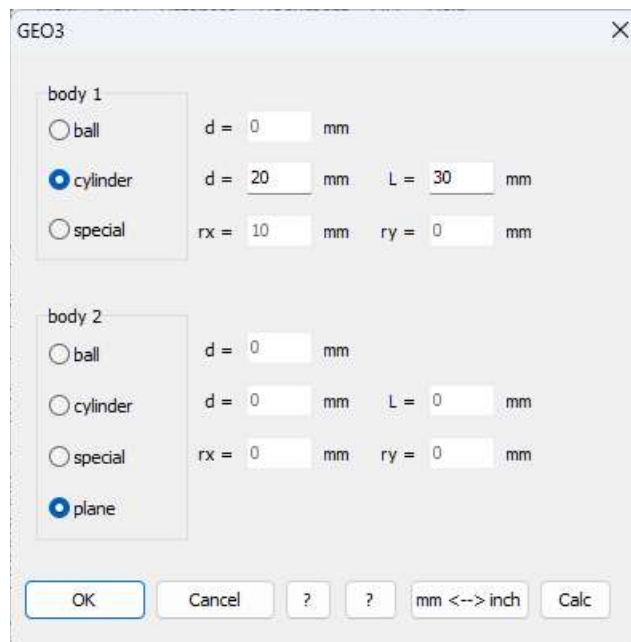 GEO3
body 1
ball d = 0 mm
cylinder d = 20 mm L = 30 mm
special rx = 10 mm ry = 0 mm
body 2
ball d = 0 mm
cylinder d = 0 mm L = 0 mm
special rx = 0 mm ry = 0 mm
plane
OK Cancel ? ? mm <--> inch Calc